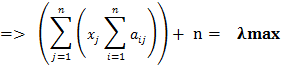 => (∑_{j=1}^{n} (x_j ∑_{i=1}^{n} a_{ij})) + n = λmax